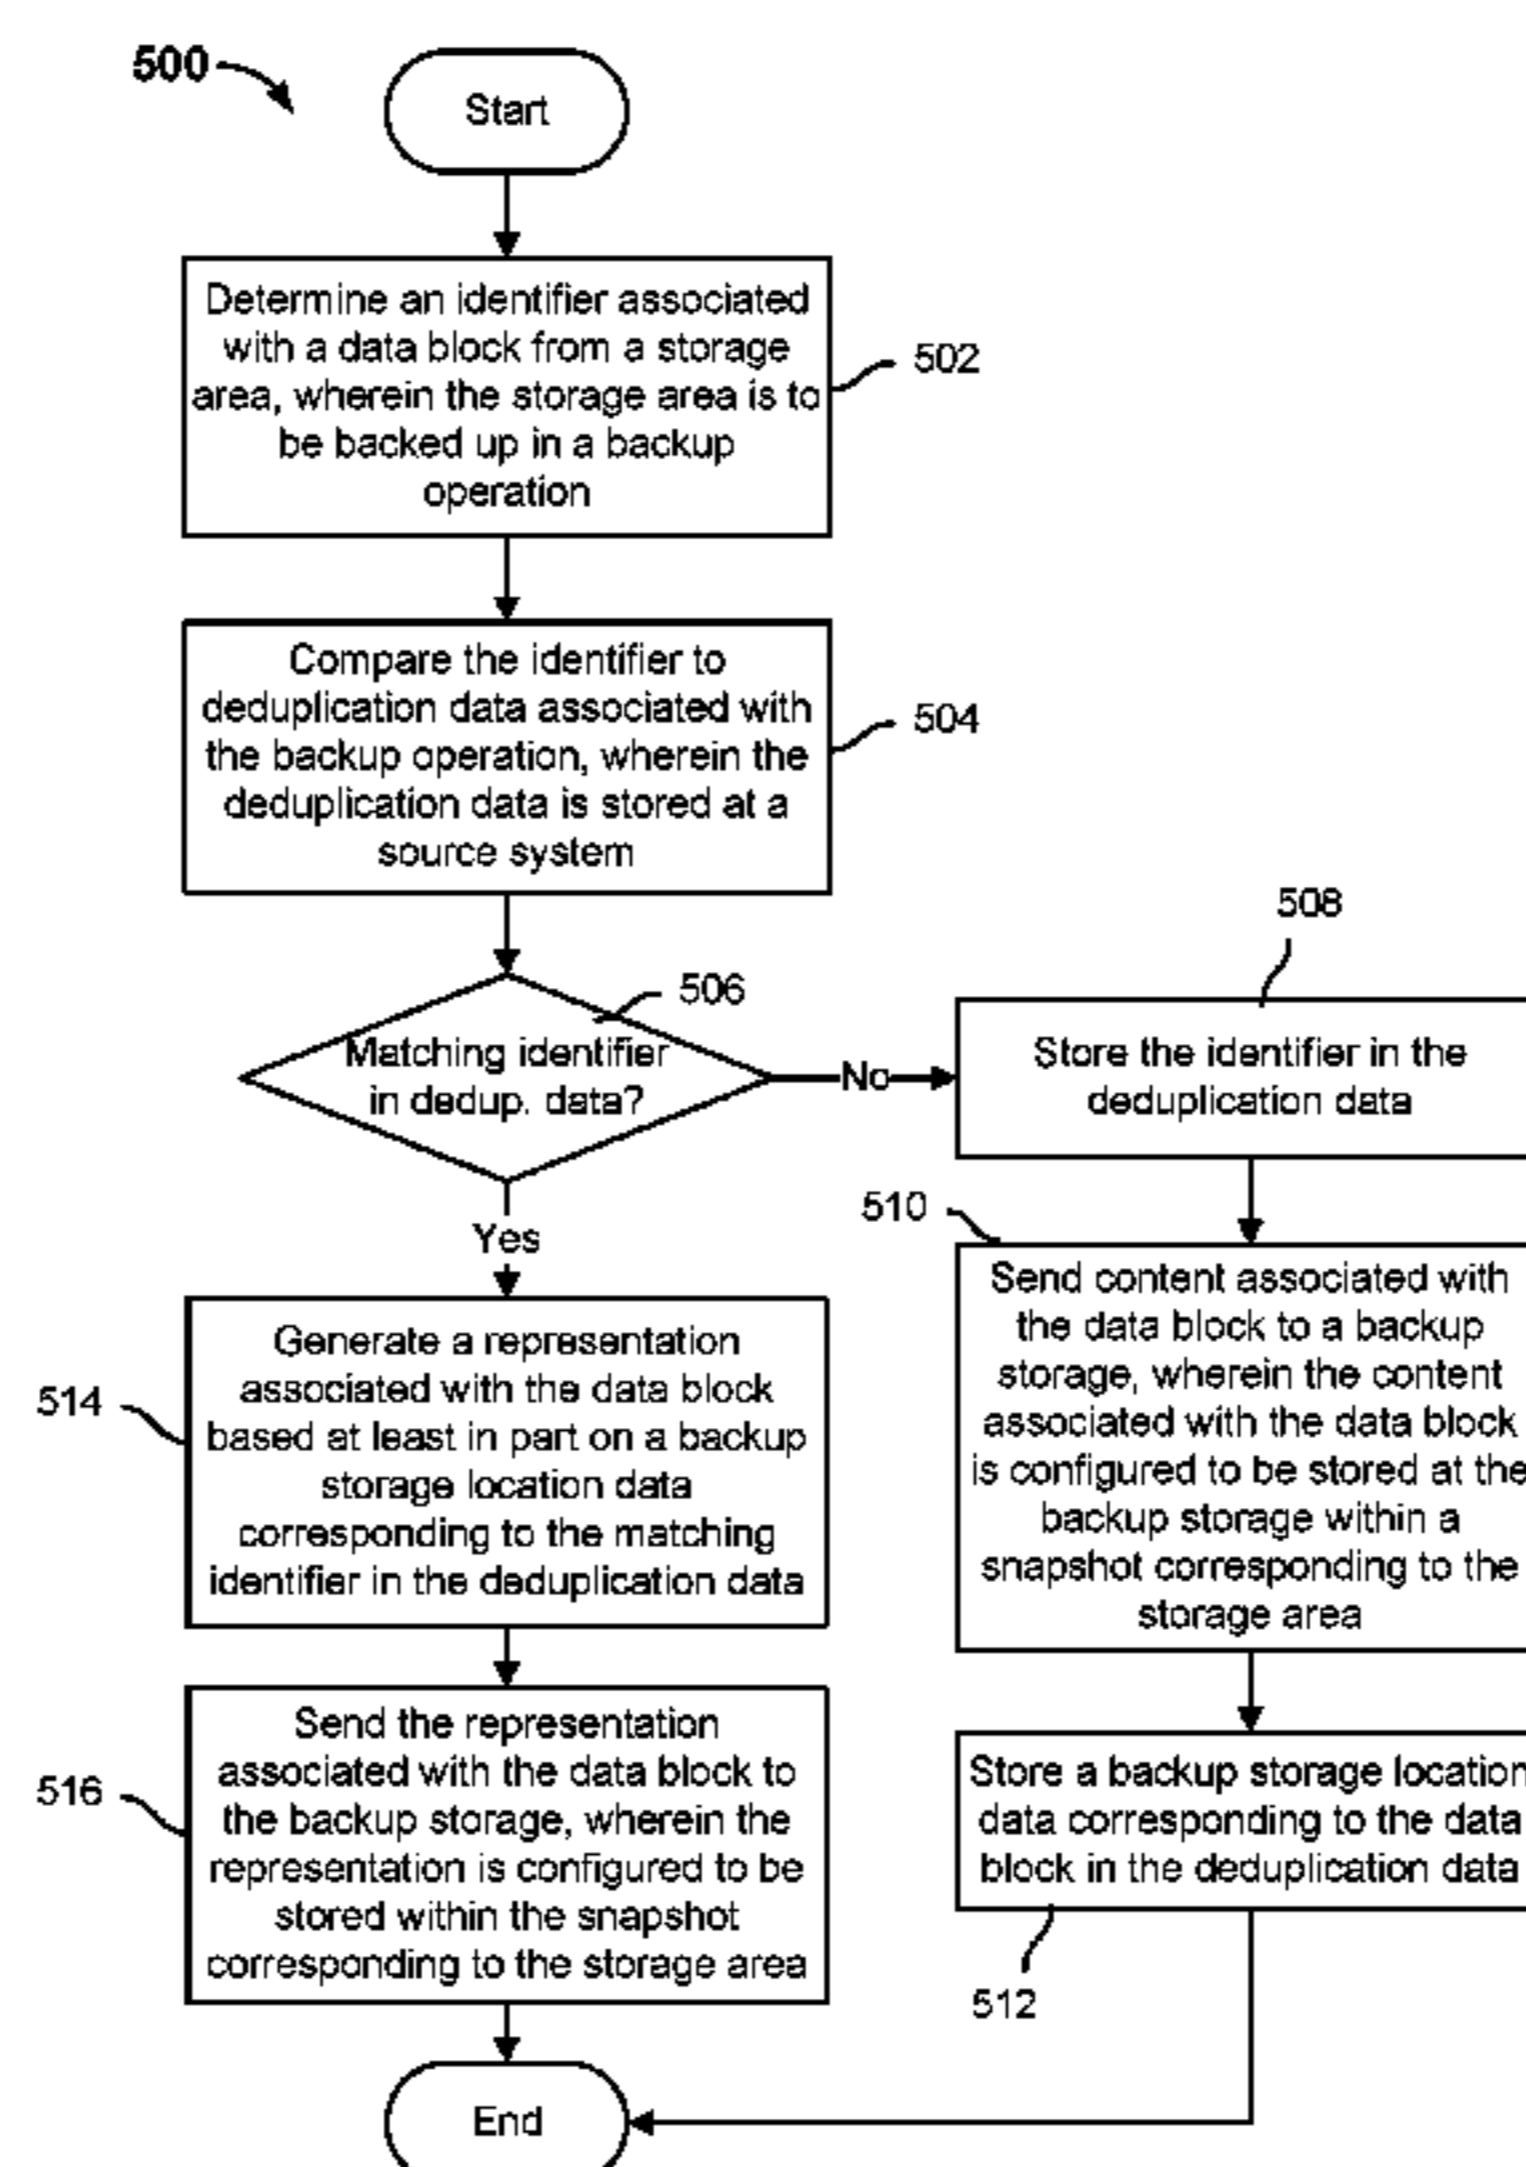 500
Start
Determine an identifier associated
with a data block from a storage
area, wherein the storage area is to
be backed up in a backup
operation
502
Compare the identifier to
deduplication data associated with
the backup operation, wherein the
deduplication data is stored at a
source system
504
506
Matching identifier
in dedup. data?
No
Yes
508
Store the identifier in the
deduplication data
510
Send content associated with
the data block to a backup
storage, wherein the content
associated with the data block
is configured to be stored at the
backup storage within a
snapshot corresponding to the
storage area
Store a backup storage location
data corresponding to the data
block in the deduplication data
512
514
Generate a representation
associated with the data block
based at least in part on a backup
storage location data
corresponding to the matching
identifier in the deduplication data
516
Send the representation
associated with the data block to
the backup storage, wherein the
representation is configured to be
stored within the snapshot
corresponding to the storage area
End